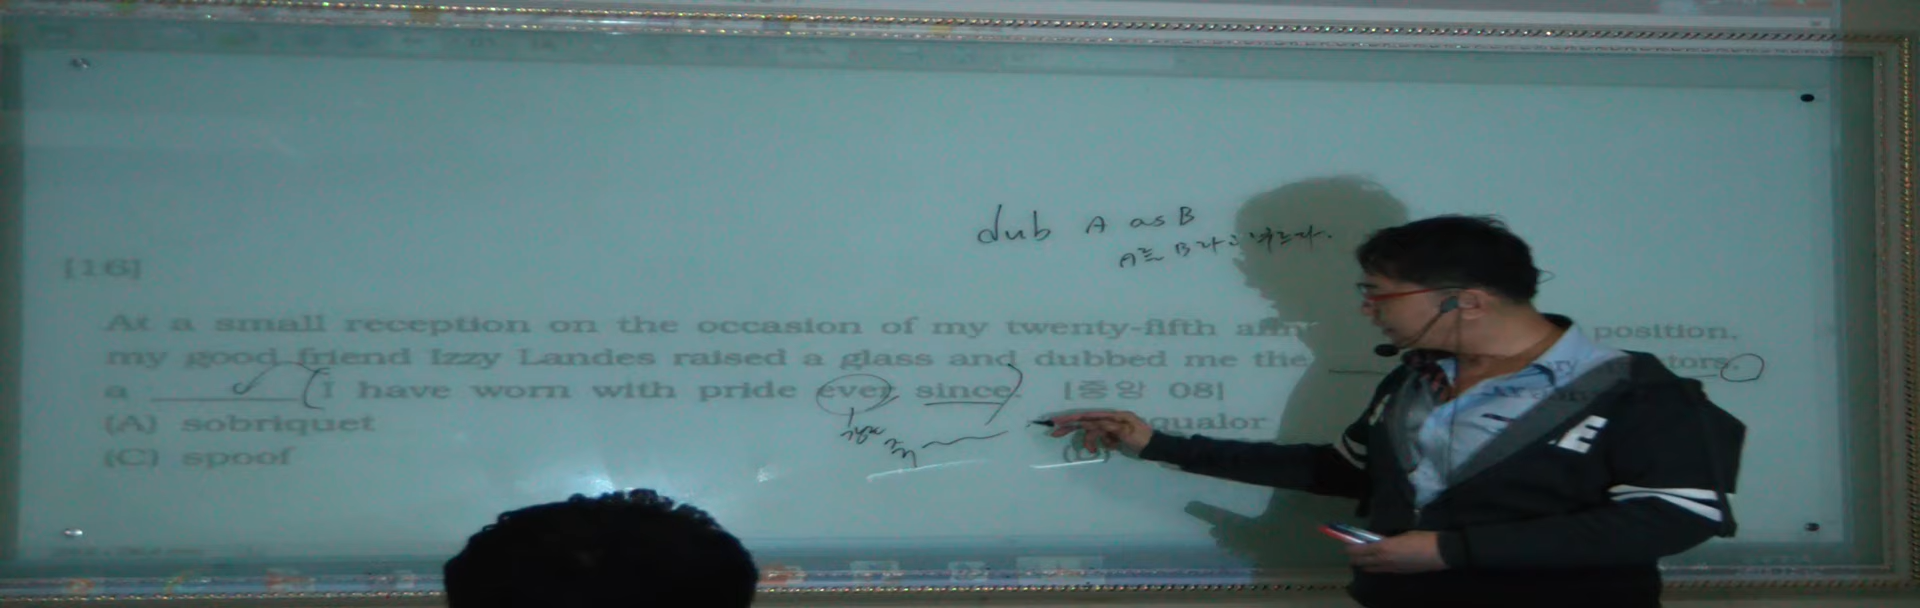 dub A as B
A를 B라고 부르다.
[16]
At a small reception on the occasion of my twenty-fifth position,
my good friend Izzy Landes raised a glass and dubbed me the
a I have worn with pride ever since. [중앙 08]
(A) sobriquet
(C) spoof